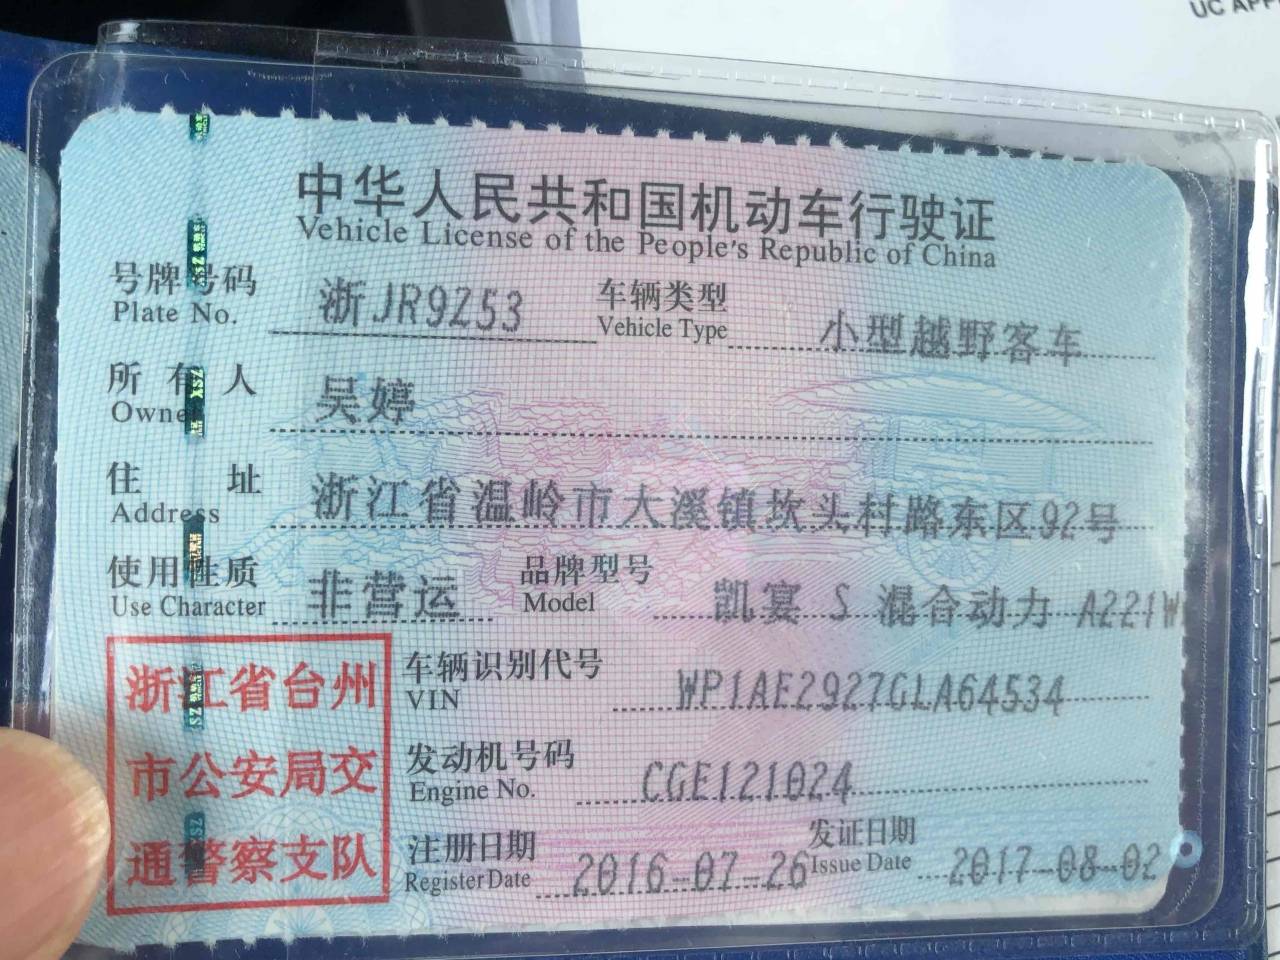 UC APP
中华人民共和国机动车行驶证
Vehicle License of the People's Republic of China
号牌号码 浙JR9Z53 车辆类型 小型越野客车
Plate No. Vehicle Type
所有人 吴婷
Owner
住址 浙江省温岭市大溪镇坎头村路东区92号
Address
使用性质 非营运 品牌型号 凯宴 S 混合动力 A221W
Use Character Model
浙江省台州
市公安局交
通警察支队
车辆识别代号 WP1AE2927GLA64534
VIN
发动机号码 CGE121024
Engine No.
注册日期 2016-07-26 发证日期 2017-08-02
Register Date Issue Date